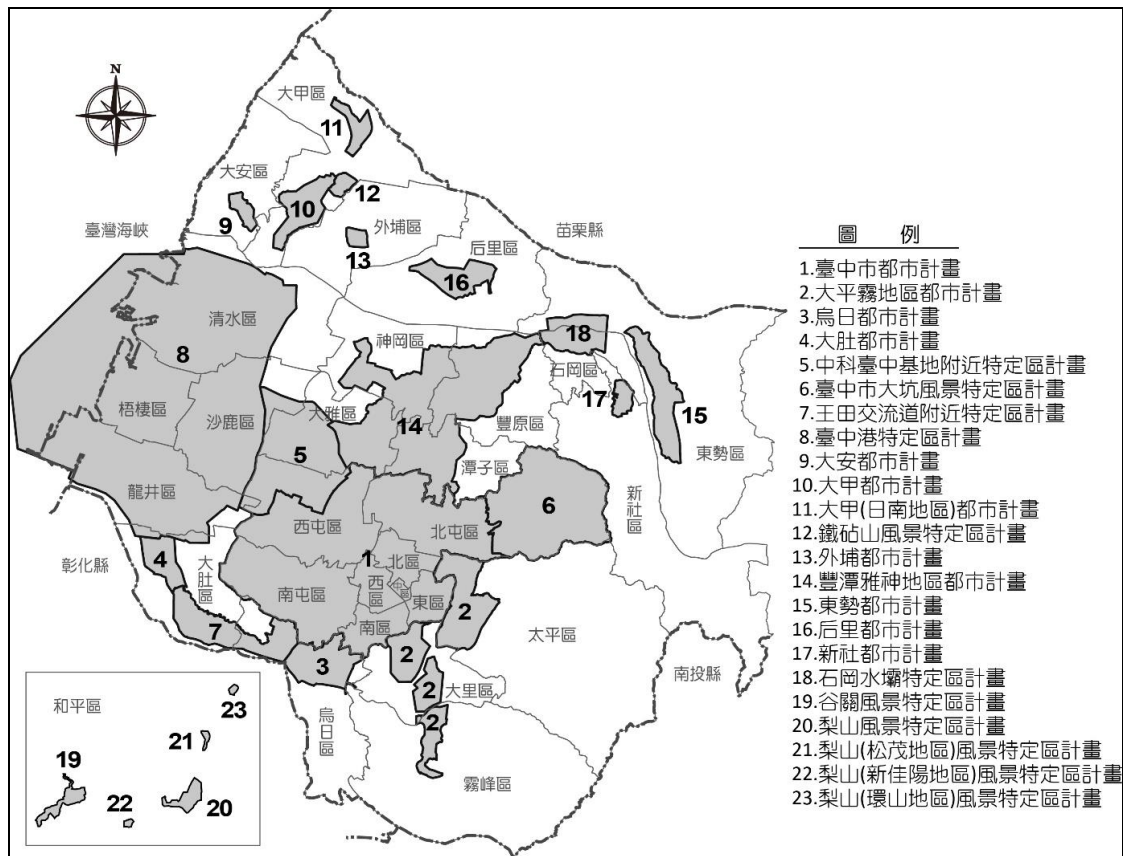 N
大甲區
11
大安區
12
10
9
外埔區
臺灣海峽
苗栗縣
后里區
13
16
清水區
神岡區
18
8
石岡區
梧棲區
沙鹿區
大雅區
17
15
14
豐原區
5
東勢區
潭子區
龍井區
6
新社區
西屯區
北屯區
4
大肚區
彰化縣
1
北區
西區
中區
南屯區
東區
2
7
南區
太平區
3
2
2
大里區
南投縣
2
烏日區
霧峰區
和平區
23
21
19
22
20
圖 例
1.臺中市都市計畫
2.大平霧地區都市計畫
3.烏日都市計畫
4.大肚都市計畫
5.中科臺中基地附近特定區計畫
6.臺中市大坑風景特定區計畫
7.王田交流道附近特定區計畫
8.臺中港特定區計畫
9.大安都市計畫
10.大甲都市計畫
11.大甲(日南地區)都市計畫
12.鐵砧山風景特定區計畫
13.外埔都市計畫
14.豐潭雅神地區都市計畫
15.東勢都市計畫
16.后里都市計畫
17.新社都市計畫
18.石岡水壩特定區計畫
19.谷關風景特定區計畫
20.梨山風景特定區計畫
21.梨山(松茂地區)風景特定區計畫
22.梨山(新佳陽地區)風景特定區計畫
23.梨山(環山地區)風景特定區計畫